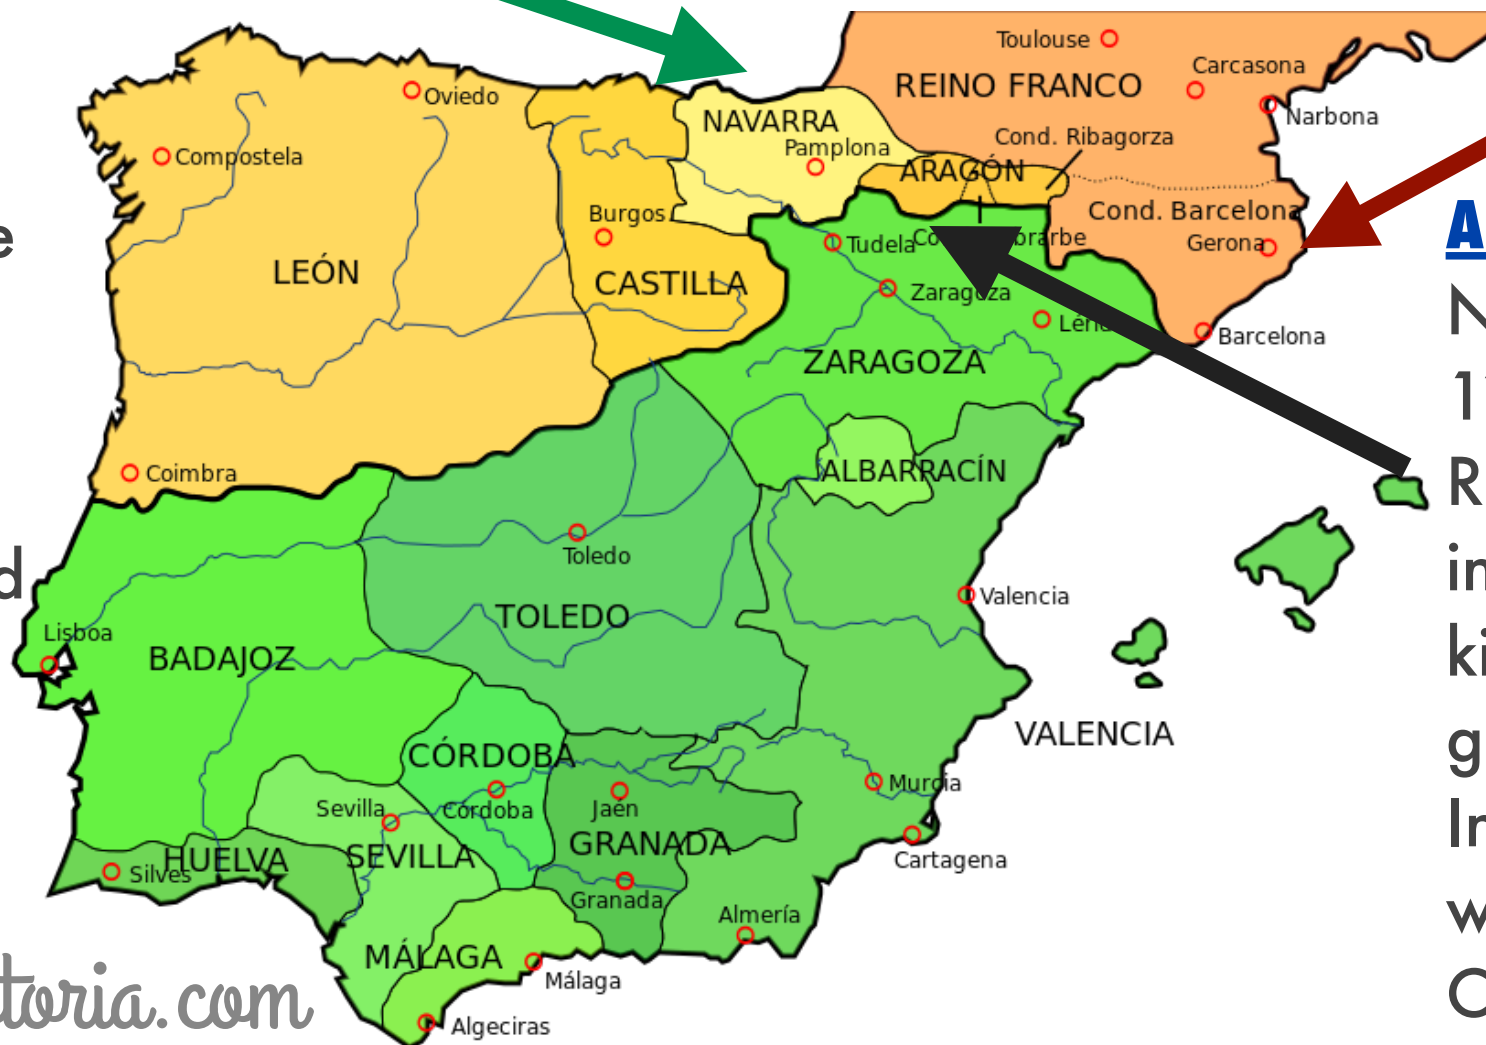 Toulouse
Carcasona
REINO FRANCO
Oviedo
Narbona
NAVARRA
Cond. Ribagorza
Pamplona
Compostela
ARAGÓN
Cond. Barcelona
Burgos
Gerona
Tudela
LEÓN
CASTILLA
Zaragoza
Barcelona
ZARAGOZA
Coimbra
ALBARRACÍN
Toledo
Valencia
TOLEDO
Lisboa
BADAJOZ
VALENCIA
CÓRDOBA
Murcia
Sevilla
Córdoba
Jaén
GRANADA
SEVILLA
HUELVA
Silves
Cartagena
Granada
Almería
MÁLAGA
Málaga
toria.com
Algeciras